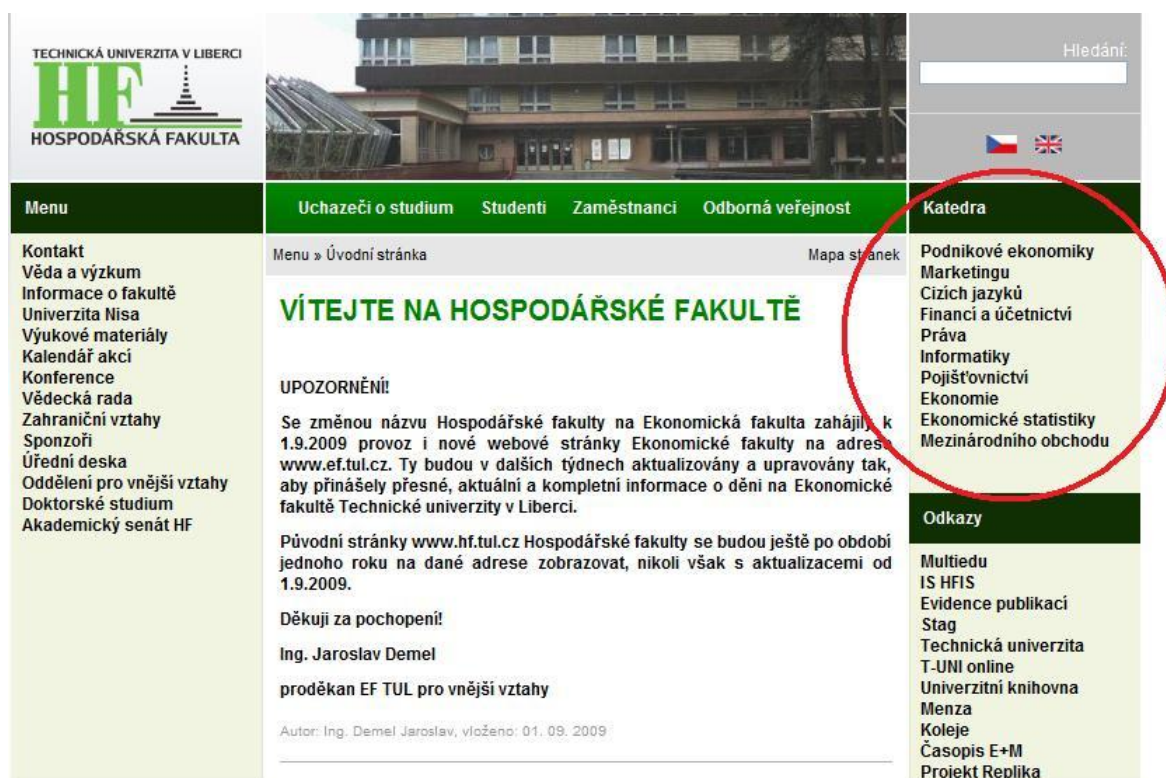 TECHNICKÁ UNIVERZITA V LIBERCI
HF
HOSPODÁŘSKÁ FAKULTA
Hledání:
Menu
Kontakt
Věda a výzkum
Informace o fakultě
Univerzita Nisa
Výukové materiály
Kalendář akcí
Konference
Vědecká rada
Zahraniční vztahy
Sponzoři
Úřední deska
Oddělení pro vnější vztahy
Doktorské studium
Akademický senát HF
Uchazeči o studium Studenti Zaměstnanci Odborná veřejnost
Menu » Úvodní stránka Mapa stránek
VÍTEJTE NA HOSPODÁŘSKÉ FAKULTĚ
UPOZORNĚNÍ!
Se změnou názvu Hospodářské fakulty na Ekonomická fakulta zahájily k
1.9.2009 provoz i nové webové stránky Ekonomické fakulty na adrese
www.ef.tul.cz. Ty budou v dalších týdnech aktualizovány a upravovány tak,
aby přinášely přesné, aktuální a kompletní informace o dění na Ekonomické
fakultě Technické univerzity v Liberci.
Původní stránky www.hf.tul.cz Hospodářské fakulty se budou ještě po období
jednoho roku na dané adrese zobrazovat, nikoli však s aktualizacemi od
1.9.2009.
Děkuji za pochopení!
Ing. Jaroslav Demel
proděkan EF TUL pro vnější vztahy
Autor: Ing. Demel Jaroslav, vloženo: 01. 09. 2009
Katedra
Podnikové ekonomiky
Marketingu
Cizích jazyků
Financí a účetnictví
Práva
Informatiky
Pojišťovnictví
Ekonomie
Ekonomické statistiky
Mezinárodního obchodu
Odkazy
Multiedu
IS HFIS
Evidence publikací
Stag
Technická univerzita
T-UNI online
Univerzitní knihovna
Menza
Koleje
Časopis E+M
Projekt Replika